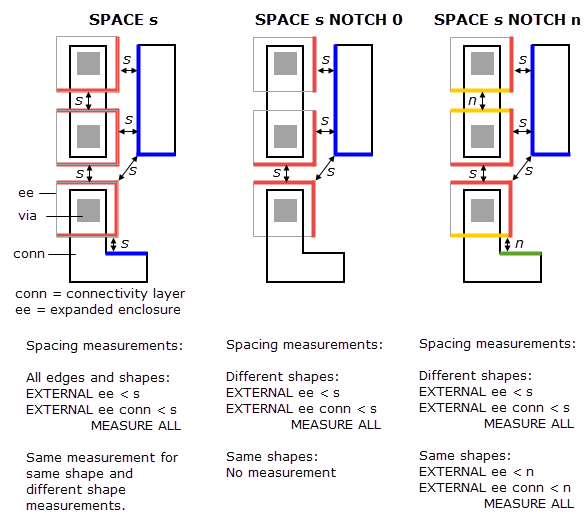 SPACE s
SPACE s NOTCH 0
SPACE s NOTCH n
s
s
s
s
s
s
s
s
s
s
s
s
n
s
s
s
n
ee
via
conn
conn = connectivity layer
ee = expanded enclosure
Spacing measurements:
All edges and shapes:
EXTERNAL ee < s
EXTERNAL ee conn < s
MEASURE ALL
Same measurement for
same shape and
different shape
measurements.
Spacing measurements:
Different shapes:
EXTERNAL ee < s
EXTERNAL ee conn < s
MEASURE ALL
Same shapes:
No measurement
Spacing measurements:
Different shapes:
EXTERNAL ee < s
EXTERNAL ee conn < s
MEASURE ALL
Same shapes:
EXTERNAL ee < n
EXTERNAL ee conn < n
MEASURE ALL